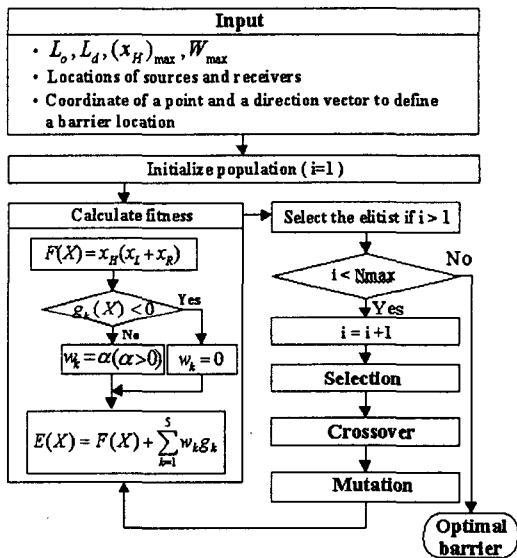 Input
• L_o, L_d, (x_H)_max, W_max
• Locations of sources and receivers
• Coordinate of a point and a direction vector to define
a barrier location
Initialize population ( i=1 )
Calculate fitness
F(X) = x_H(x_L + x_R)
g_k(X) < 0
Yes
No
w_k = α(α>0)
w_k = 0
E(X) = F(X) + ∑_{k=1}^{5} w_k g_k
Select the elitist if i > 1
i < Nmax
No
Yes
i = i +1
Selection
Crossover
Mutation
Optimal
barrier